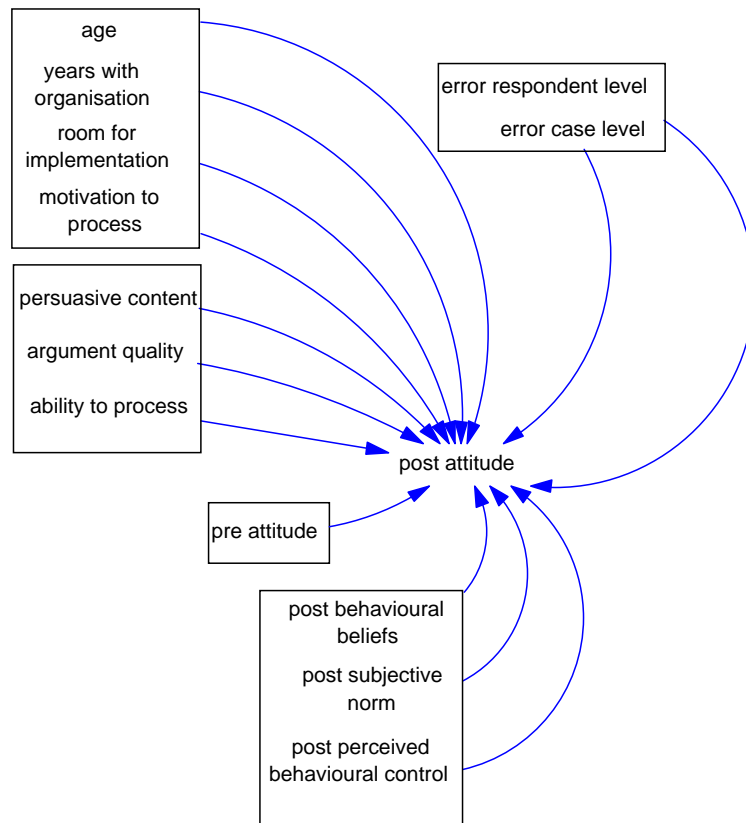 age
years with
organisation
room for
implementation
motivation to
process
error respondent level
error case level
persuasive content
argument quality
ability to process
post attitude
pre attitude
post behavioural
beliefs
post subjective
norm
post perceived
behavioural control